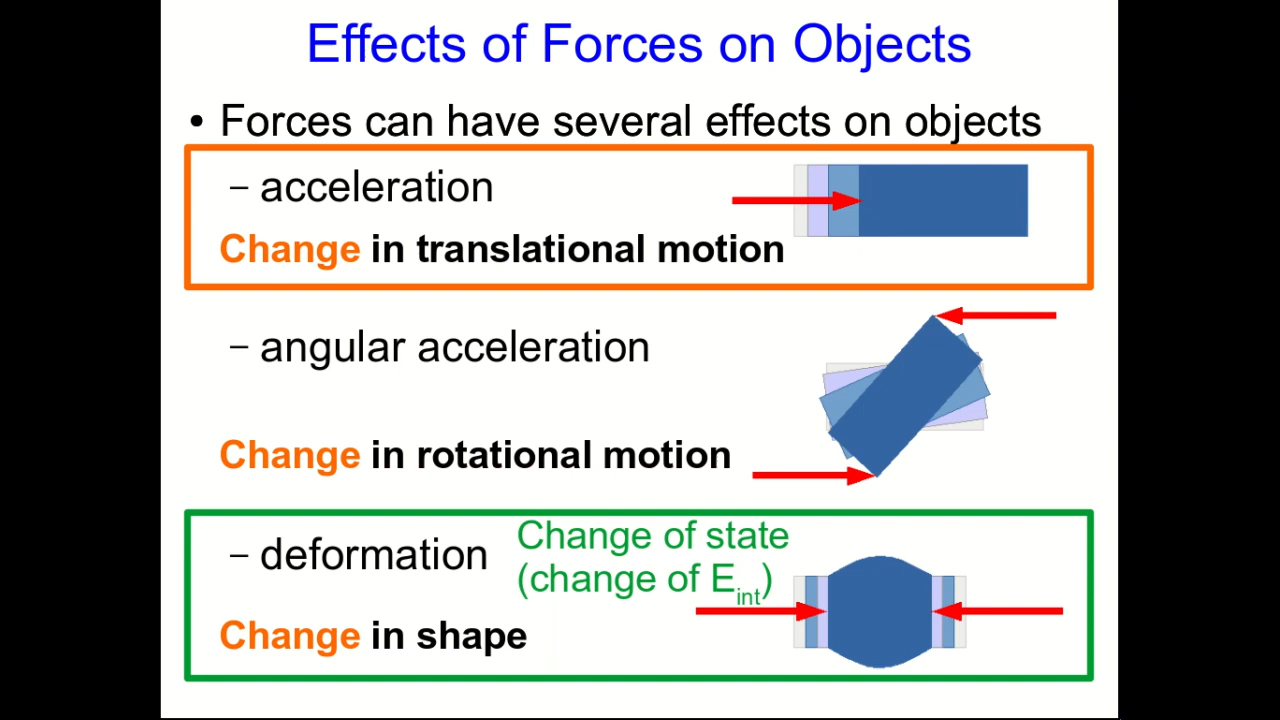 Effects of Forces on Objects
• Forces can have several effects on objects
– acceleration
Change in translational motion
– angular acceleration
Change in rotational motion
– deformation
Change of state
(change of Eint)
Change in shape